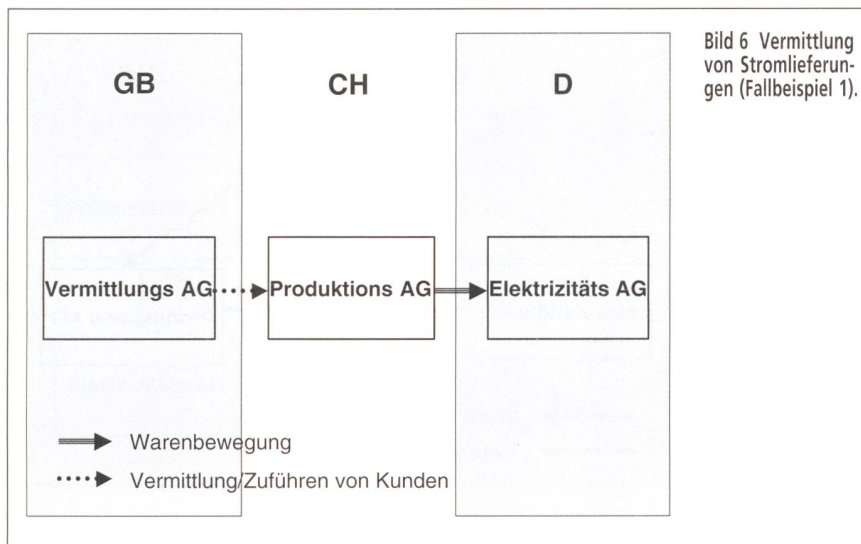 GB CH D
Bild 6 Vermittlung
von Stromlieferun-
gen (Fallbeispiel 1).
Vermittlungs AG Produktions AG Elektrizitäts AG
Warenbewegung
Vermittlung/Zuführen von Kunden